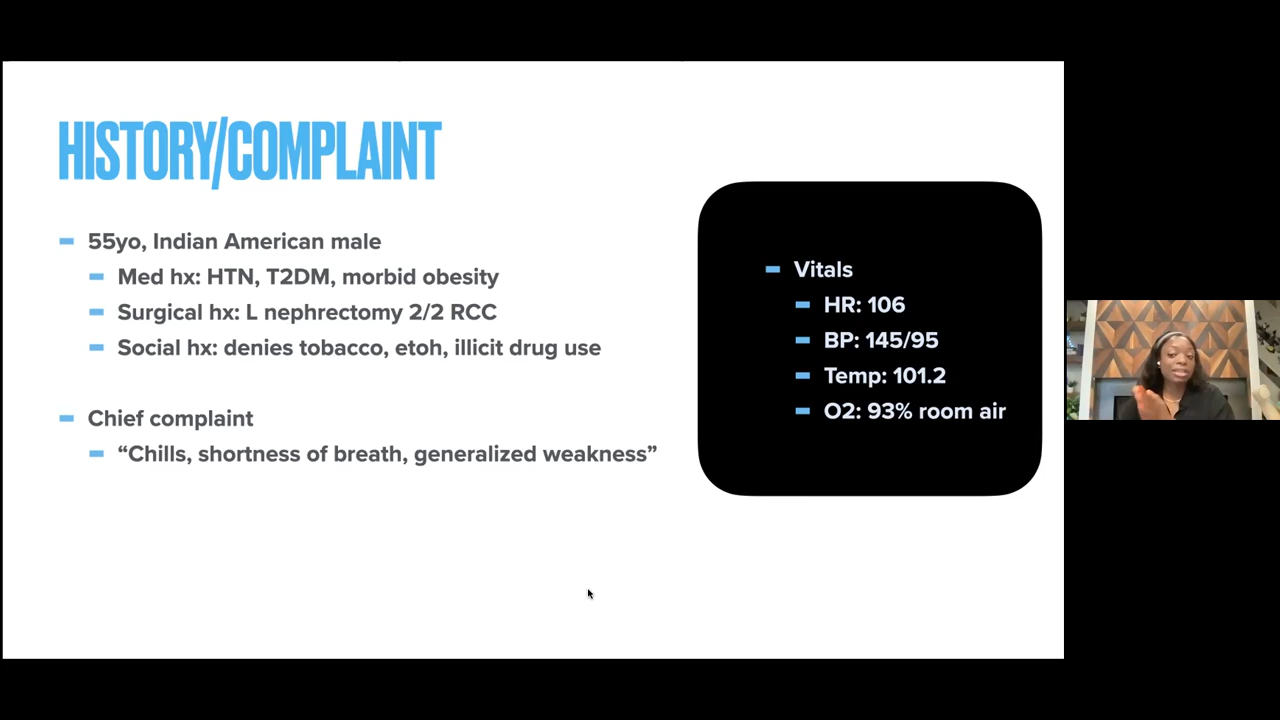 HISTORY/COMPLAINT
55yo, Indian American male
Med hx: HTN, T2DM, morbid obesity
Surgical hx: L nephrectomy 2/2 RCC
Social hx: denies tobacco, etoh, illicit drug use
Chief complaint
“Chills, shortness of breath, generalized weakness”
Vitals
HR: 106
BP: 145/95
Temp: 101.2
O2: 93% room air